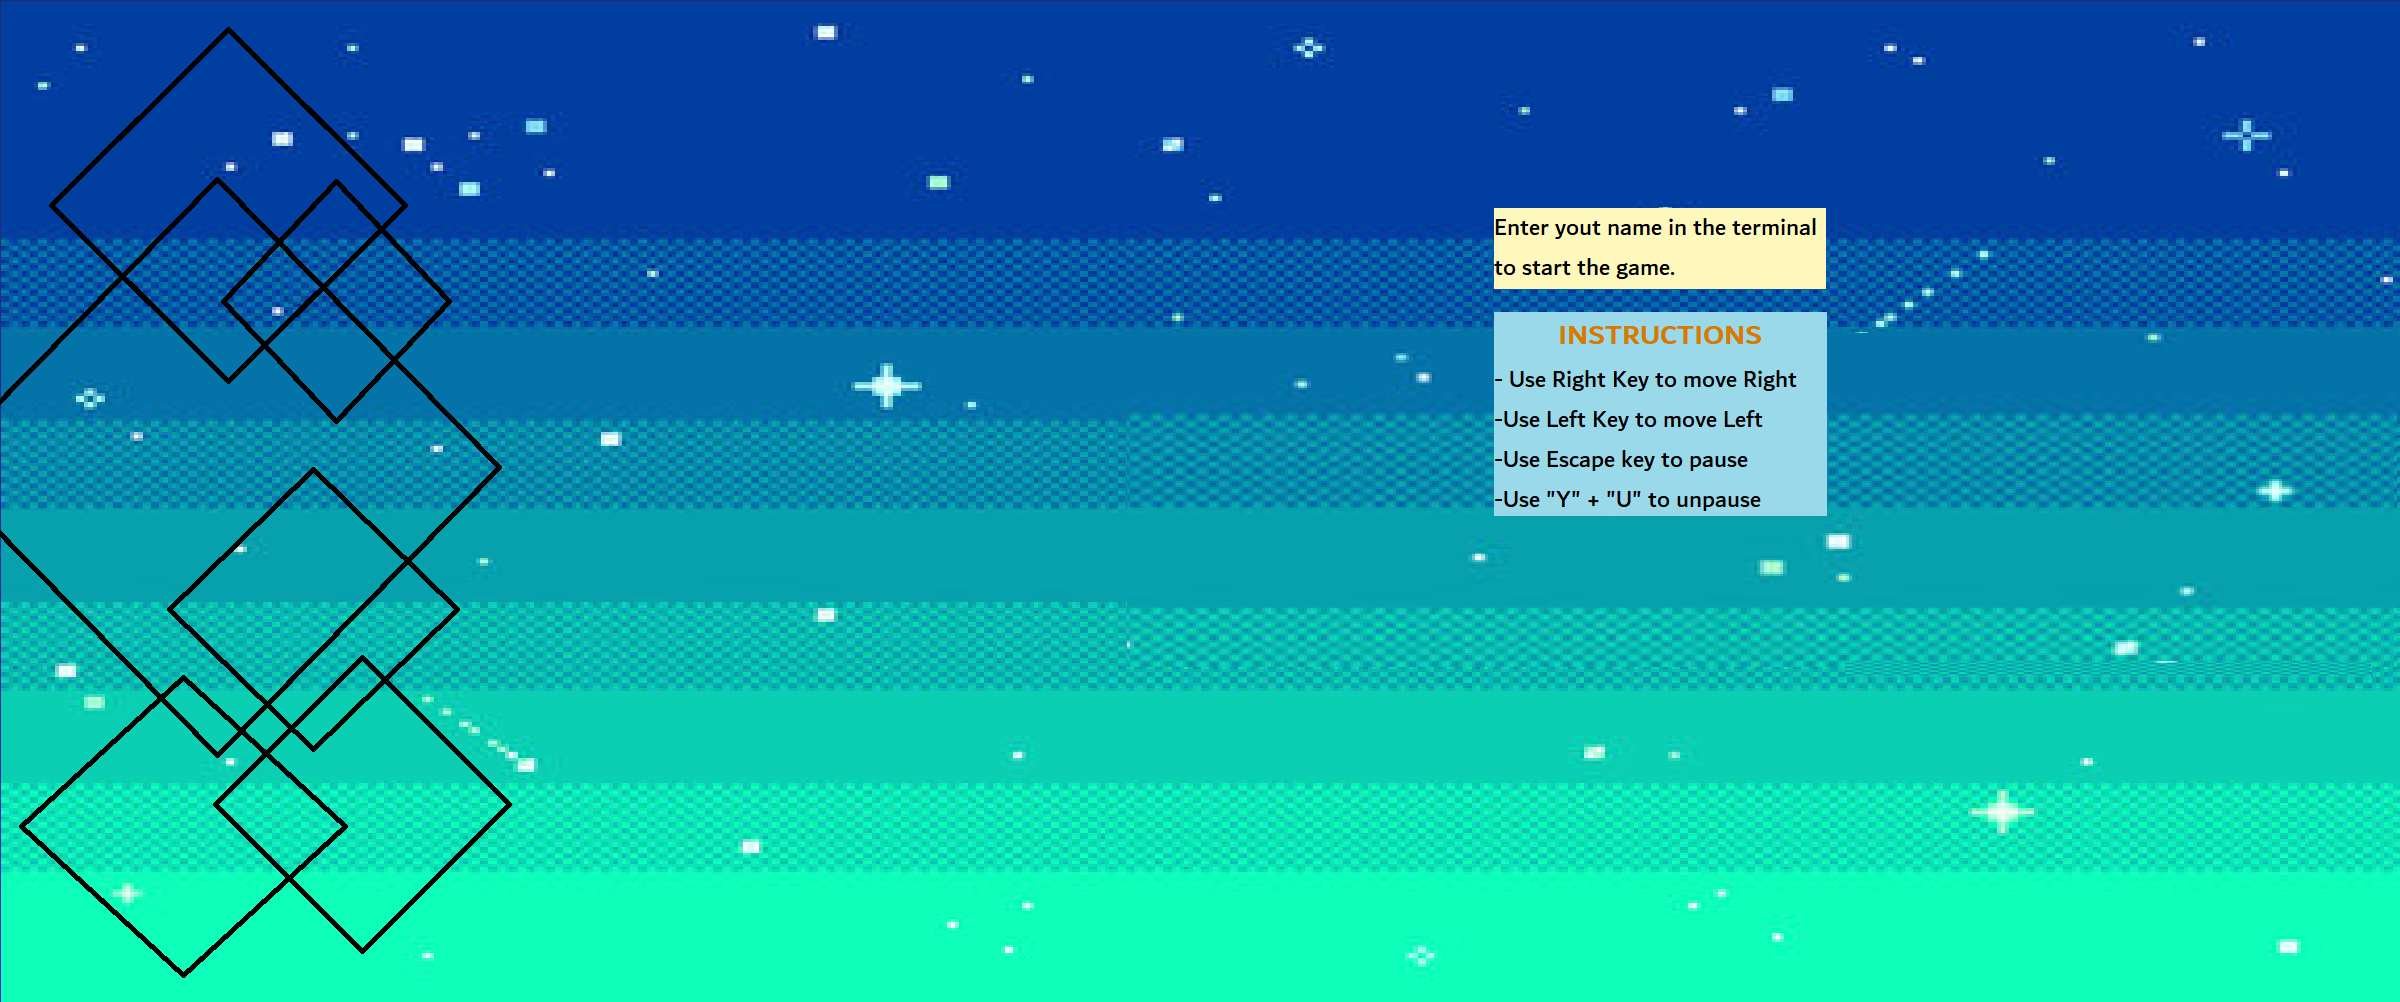 Enter yout name in the terminal
to start the game.
INSTRUCTIONS
- Use Right Key to move Right
-Use Left Key to move Left
-Use Escape key to pause
-Use "Y" + "U" to unpause